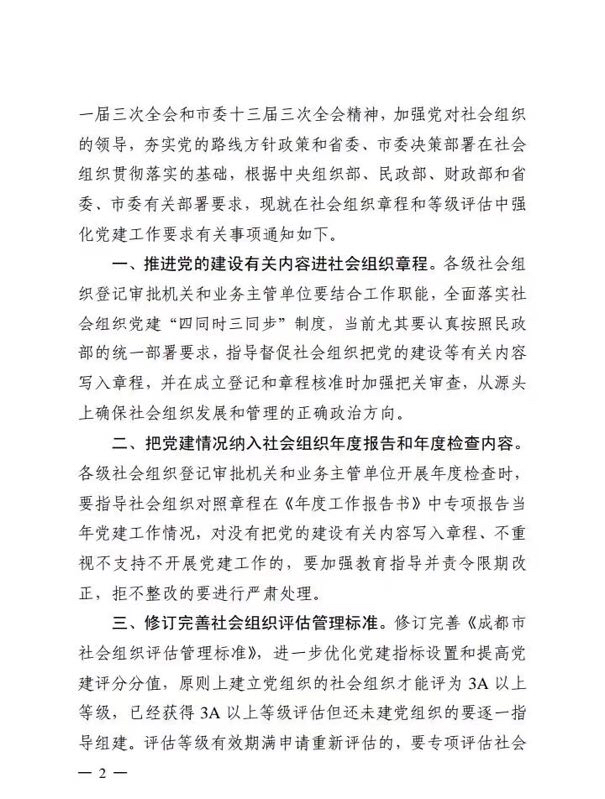 一届三次全会和市委十三届三次全会精神，加强党对社会组织
的领导，夯实党的路线方针政策和省委、市委决策部署在社会
组织贯彻落实的基础，根据中央组织部、民政部、财政部和省
委、市委有关部署要求，现就在社会组织章程和等级评估中强
化党建工作要求有关事项通知如下。
一、推进党的建设有关内容进社会组织章程。各级社会组
织登记审批机关和业务主管单位要结合工作职能，全面落实社
会组织党建“四同时三同步”制度，当前尤其要认真按照民政
部的统一部署要求，指导督促社会组织把党的建设等有关内容
写入章程，并在成立登记和章程核准时加强把关审查，从源头
上确保社会组织发展和管理的正确政治方向。
二、把党建情况纳入社会组织年度报告和年度检查内容。
各级社会组织登记审批机关和业务主管单位开展年度检查时，
要指导社会组织对照章程在《年度工作报告书》中专项报告当
年党建工作情况，对没有把党的建设有关内容写入章程、不重
视不支持不开展党建工作的，要加强教育指导并责令限期改
正，拒不整改的要进行严肃处理。
三、修订完善社会组织评估管理标准。修订完善《成都市
社会组织评估管理标准》，进一步优化党建指标设置和提高党
建评分分值，原则上建立党组织的社会组织才能评为 3A 以上
等级，已经获得 3A 以上等级评估但还未建党组织的要逐一指
导组建。评估等级有效期满申请重新评估的，要专项评估社会
— 2 —